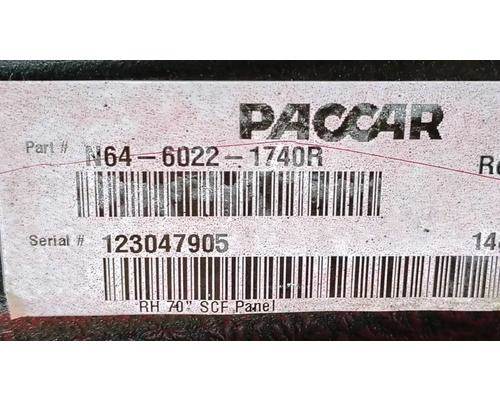 PACCAR
Part # N64-6022-1740R
Serial # 123047905
RH 70" SCF Panel